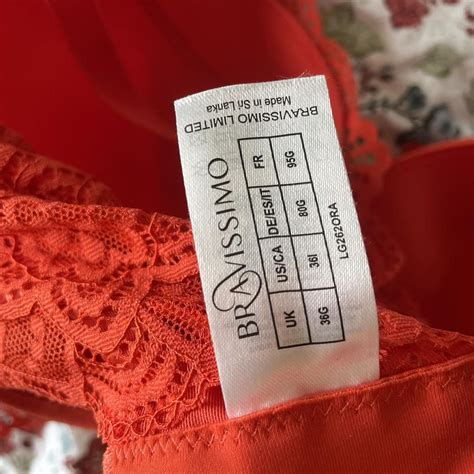 BRAVISSIMO
UK US/CA DE/ES/IT FR
36G 36I 80G 95G
LG262ORA
BRAVISSIMO LIMITED
Made in Sri Lanka